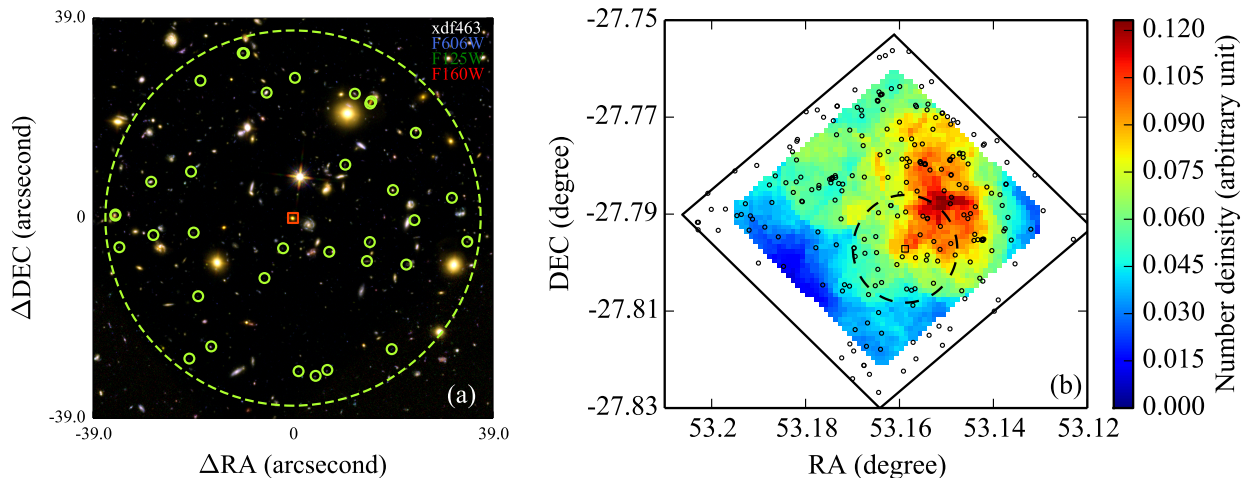 39.0
xdf463
F606W
F125W
F160W
0
ΔDEC (arcsecond)
-39.0
(a)
-39.0
0
39.0
ΔRA (arcsecond)
-27.75
-27.77
-27.79
-27.81
-27.83
DEC (degree)
(b)
53.2
53.18
53.16
53.14
53.12
RA (degree)
0.120
0.105
0.090
0.075
0.060
0.045
0.030
0.015
0.000
Number deinsity (arbitrary unit)